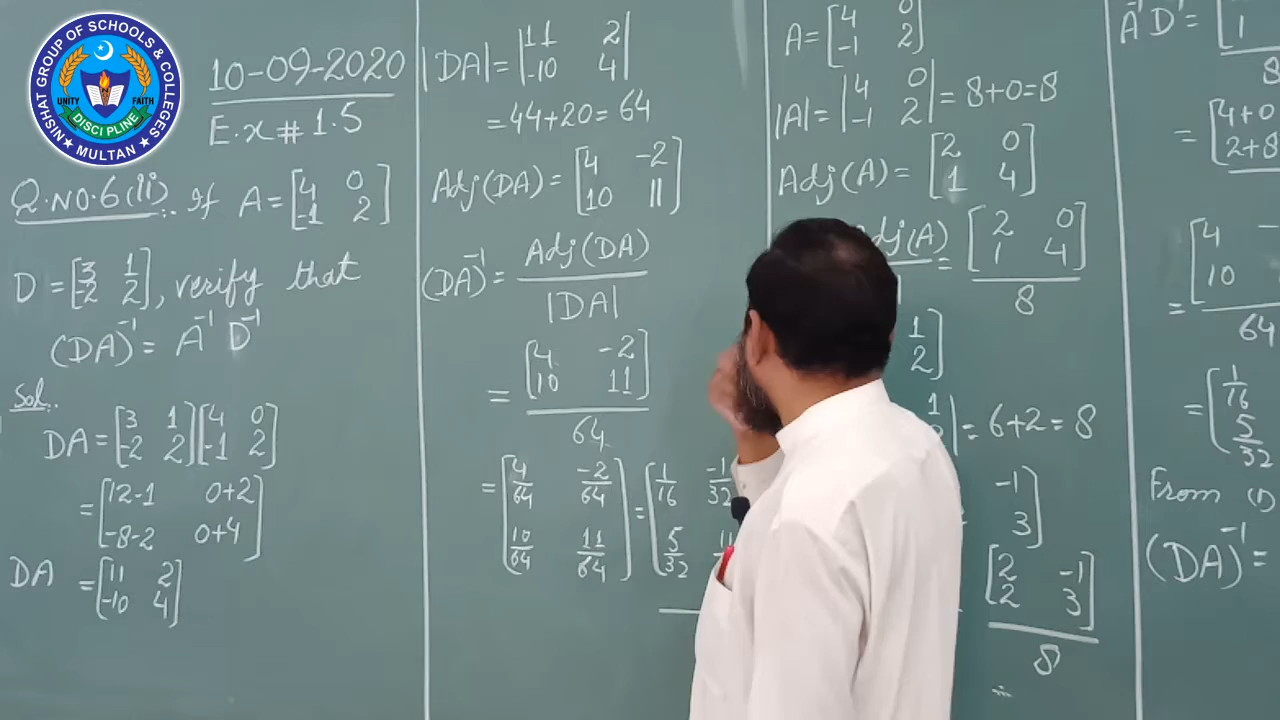 NISHAT GROUP OF SCHOOLS & COLLEGES
UNITY FAITH
DISCIPLINE
MULTAN
10-09-2020
E.x # 1.5
Q.NO.6(ii):. If A = [4 0
-1 2]
D = [3 1
-2 2], verify that
(DA)⁻¹ = A⁻¹ D⁻¹
Sol:.
DA = [3 1
-2 2] [4 0
-1 2]
= [12-1 0+2
-8-2 0+4]
DA = [11 2
-10 4]
|DA| = |11 2
-10 4|
= 44+20 = 64
Adj(DA) = [4 -2
10 11]
(DA)⁻¹ = Adj(DA)
|DA|
= [4 -2
10 11]
64
= [4/64 -2/64
10/64 11/64] = [1/16 -1/32
5/32 11
A = [4 0
-1 2]
|A| = |4 0
-1 2| = 8+0=8
Adj(A) = [2 0
1 4]
Adj(A) = [2 0
1 4]
8
1
2]
1
| = 6+2 = 8
-1
3]
[2 -1
2 3]
8
A⁻¹ D⁻¹ = [
1
8
= [4+0
2+8
= [4 -
10
64
= [1/16
5/32
From (1)
(DA)⁻¹ =